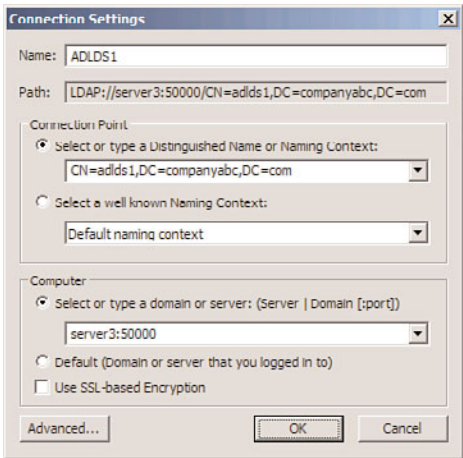 Connection Settings
Name: ADLDS1
Path: LDAP://server3:50000/CN=adlds1,DC=companyabc,DC=com
Connection Point
Select or type a Distinguished Name or Naming Context:
CN=adlds1,DC=companyabc,DC=com
Select a well known Naming Context:
Default naming context
Computer
Select or type a domain or server: (Server | Domain [:port])
server3:50000
Default (Domain or server that you logged in to)
Use SSL-based Encryption
Advanced... OK Cancel